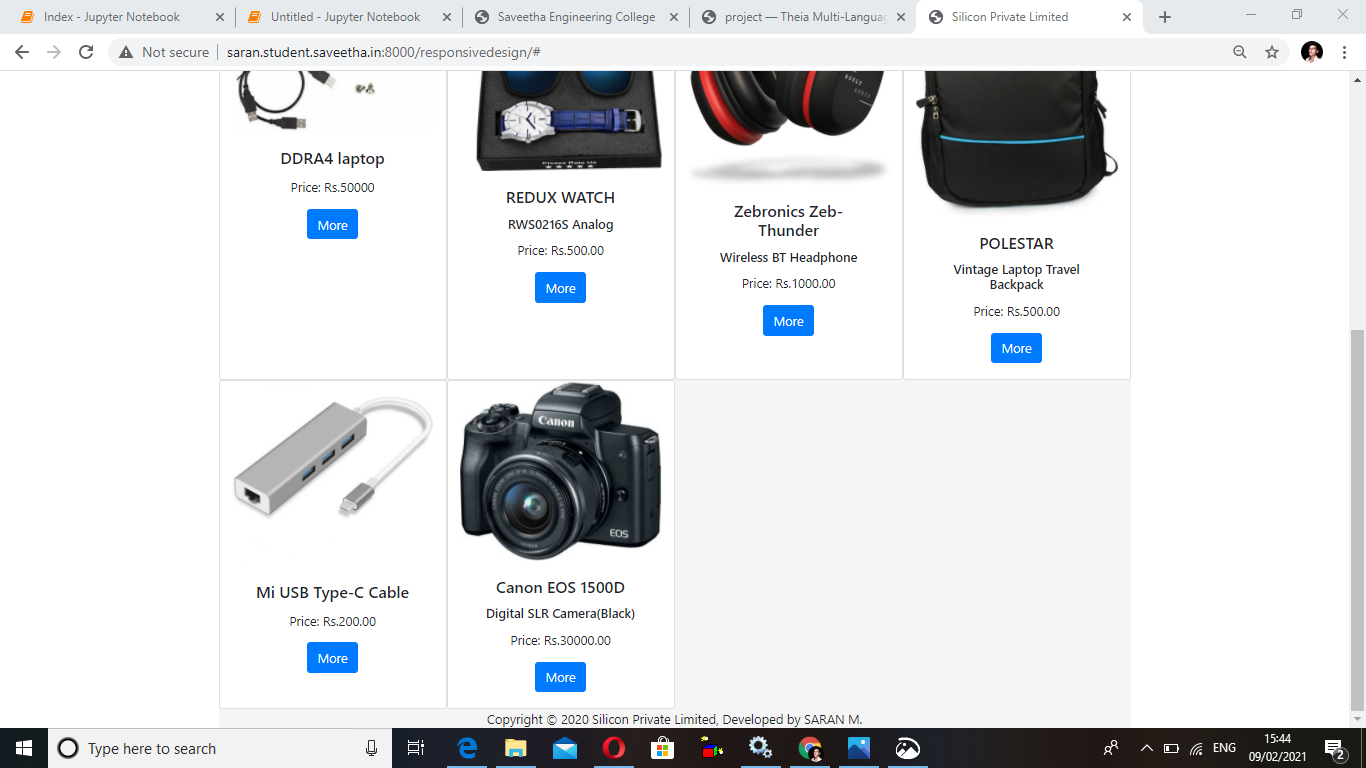 Index - Jupyter Notebook
Untitled - Jupyter Notebook
Saveetha Engineering College
project — Theia Multi-Languag
Silicon Private Limited
Not secure
saran.student.saveetha.in:8000/responsivedesign/#
DDRA4 laptop
Price: Rs.50000
More
Please Rate Us
REDUX WATCH
RWS0216S Analog
Price: Rs.500.00
More
BOULT
AUDIO
Zebronics Zeb-
Thunder
Wireless BT Headphone
Price: Rs.1000.00
More
POLESTAR
Vintage Laptop Travel
Backpack
Price: Rs.500.00
More
Mi USB Type-C Cable
Price: Rs.200.00
More
Canon
EOS
Canon EOS 1500D
Digital SLR Camera(Black)
Price: Rs.30000.00
More
Copyright © 2020 Silicon Private Limited, Developed by SARAN M.
Type here to search
ENG
15:44
09/02/2021
2